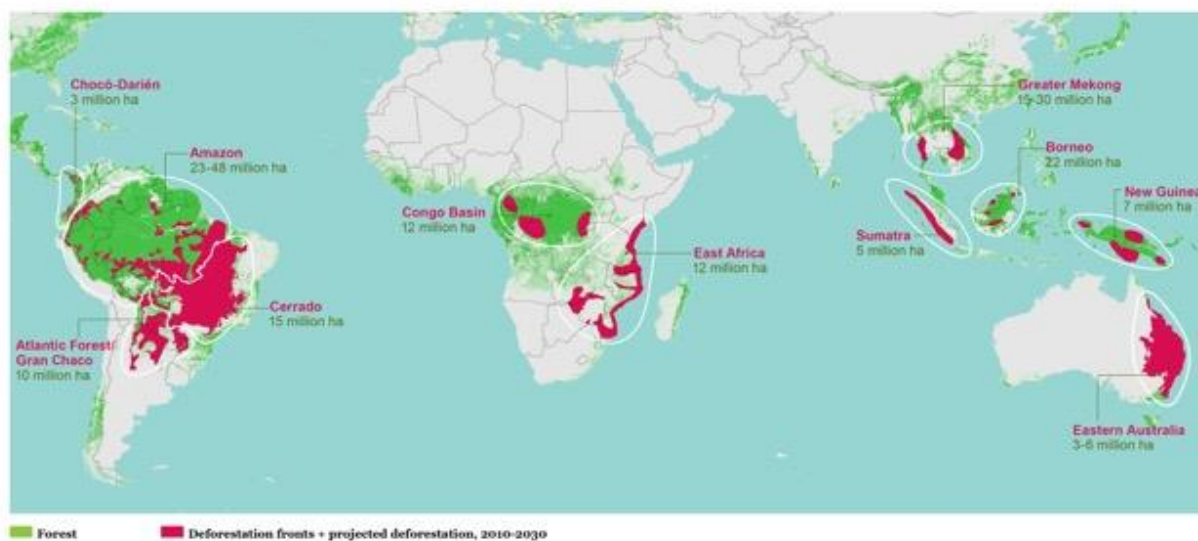 Chocó-Darién
3 million ha
Amazon
23-48 million ha
Cerrado
15 million ha
Atlantic Forest/
Gran Chaco
10 million ha
Congo Basin
12 million ha
East Africa
12 million ha
Greater Mekong
15-30 million ha
Borneo
22 million ha
New Guinea
7 million ha
Sumatra
5 million ha
Eastern Australia
3-6 million ha
Forest
Deforestation fronts + projected deforestation, 2010-2030